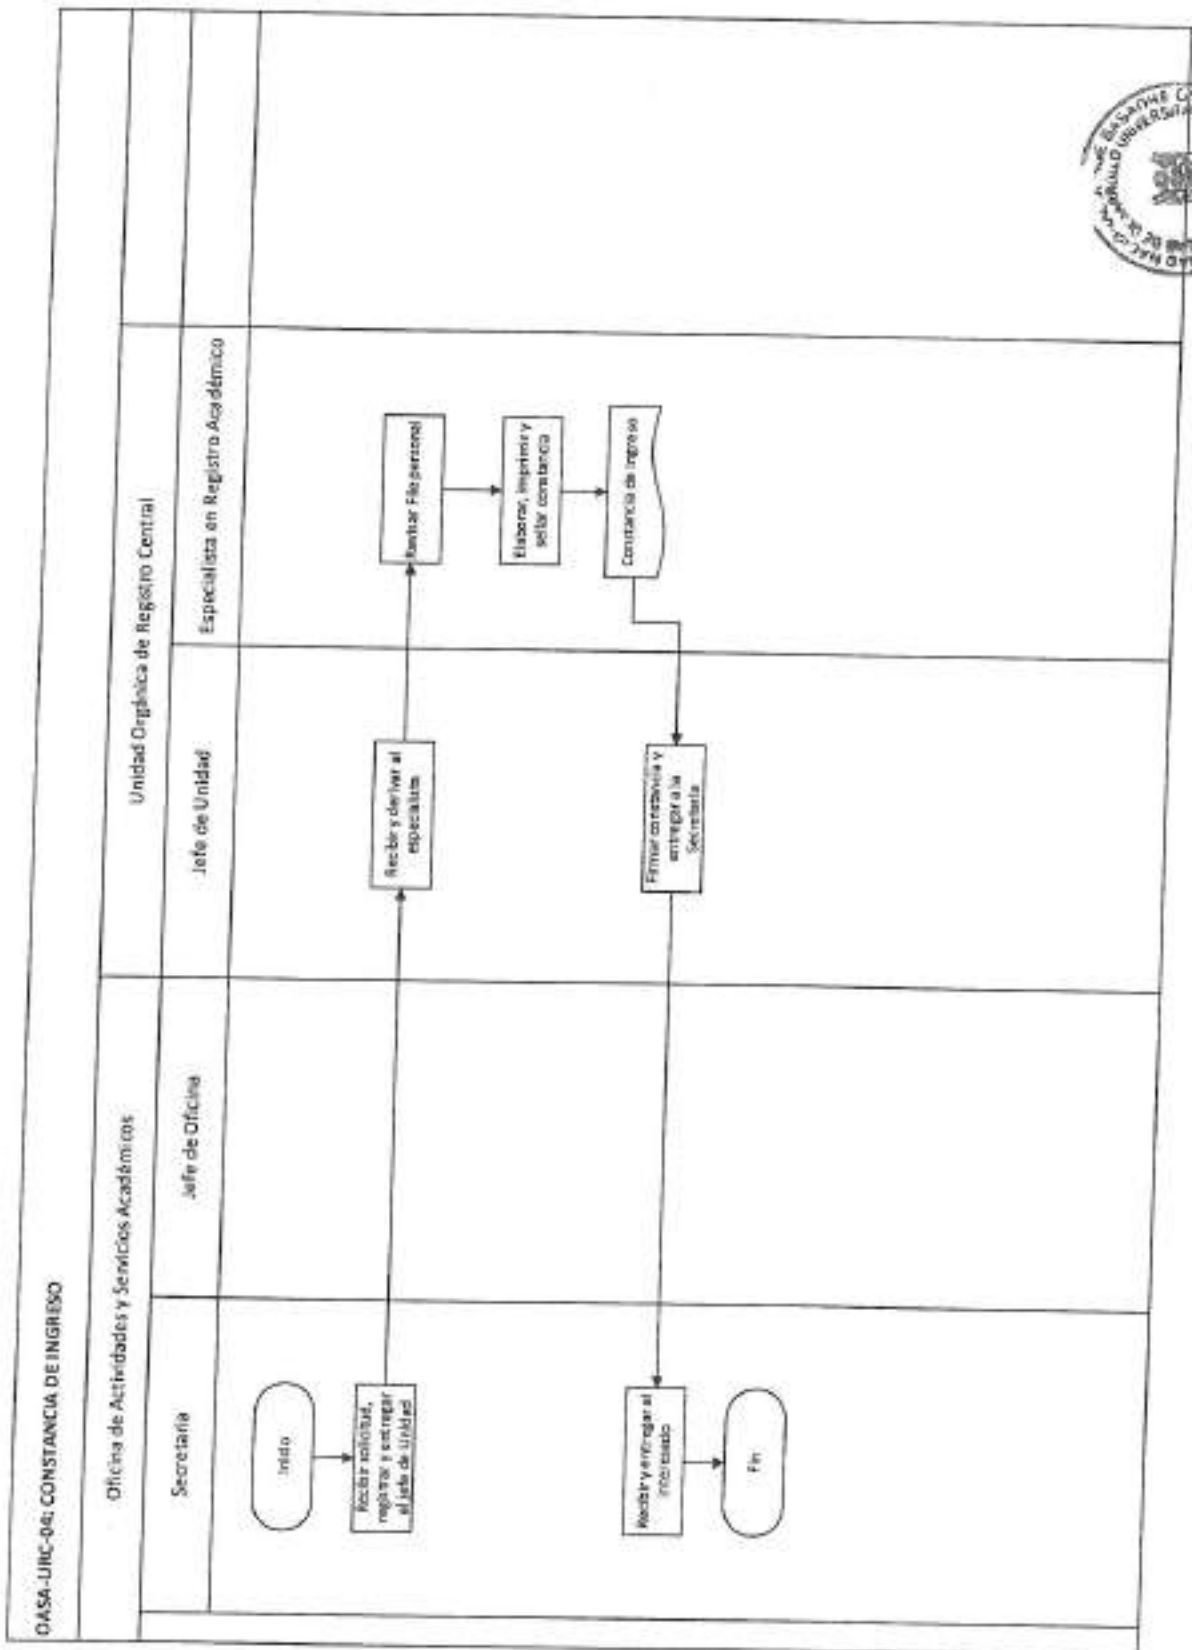 OASA-URC-04: CONSTANCIA DE INGRESO
Oficina de Actividades y Servicios Académicos
Unidad Orgánica de Registro Central
Secretaria
Jefe de Oficina
Jefe de Unidad
Especialista en Registro Académico
Inicio
Recibir solicitud,
registrar y entregar
al jefe de Unidad
Recibir y derivar al
especialista
Revisar File personal
Elaborar, imprimir y
sellar constancia
Constancia de Ingreso
Firmar constancia y
entregar a la
Secretaria
Recibir y entregar al
interesado
Fin